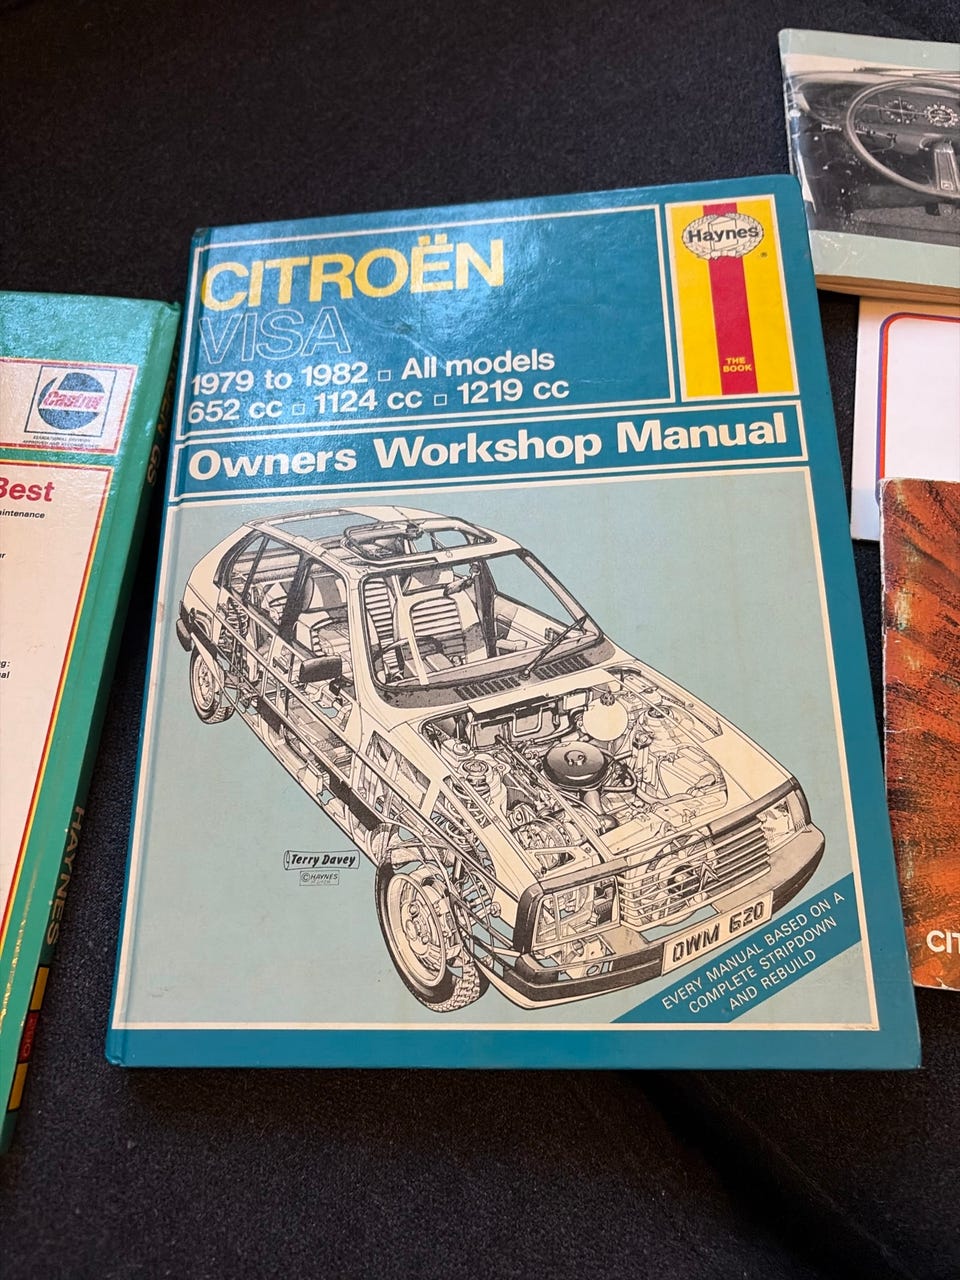 CITROËN
VISA
1979 to 1982 □ All models
652 cc □ 1124 cc □ 1219 cc
Haynes
®
THE
BOOK
Owners Workshop Manual
Terry Davey
© HAYNES
OWM 620
EVERY MANUAL BASED ON A
COMPLETE STRIPDOWN
AND REBUILD
Castrol
Best
GS
HAYNES
CIT